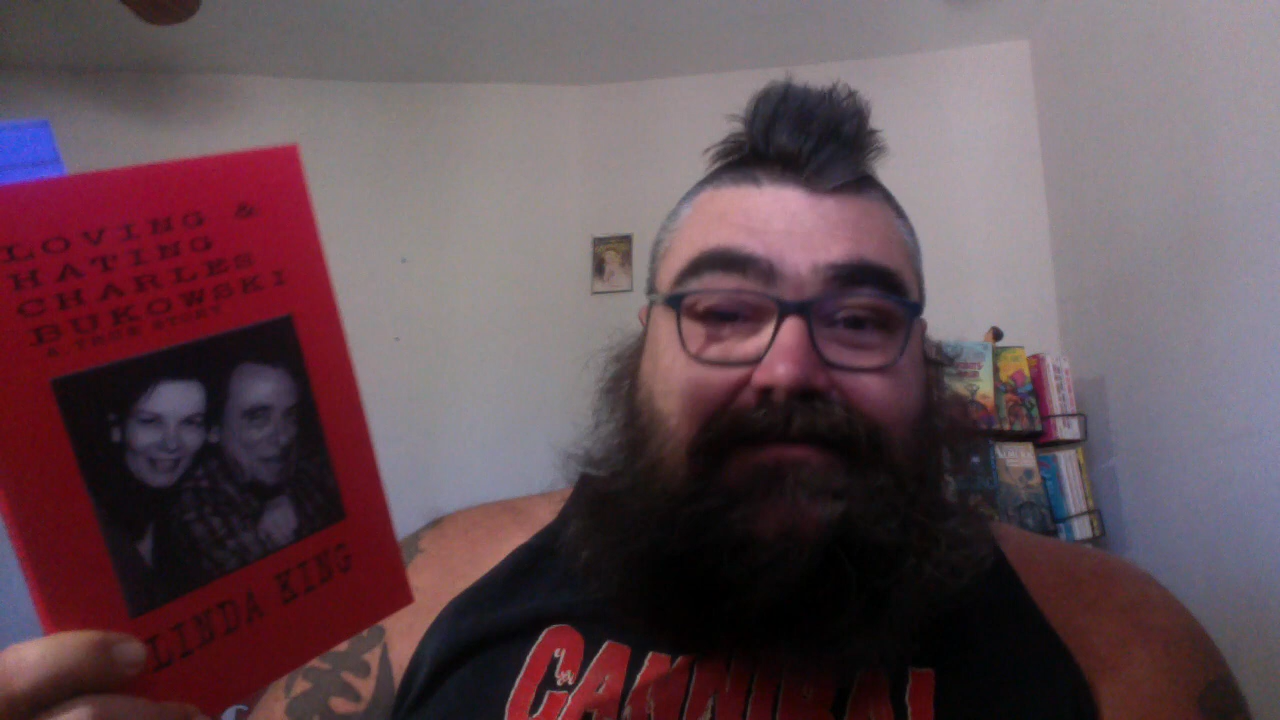 LOVING &
HATING
CHARLES
BUKOWSKI
A TRUE STORY
LINDA KING
CANNIBAL